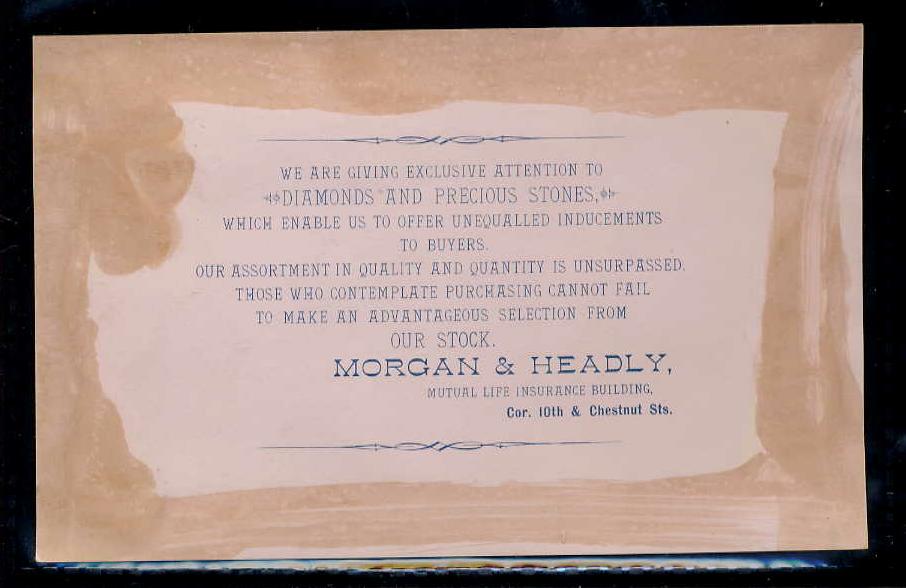 WE ARE GIVING EXCLUSIVE ATTENTION TO
DIAMONDS AND PRECIOUS STONES,
WHICH ENABLE US TO OFFER UNEQUALLED INDUCEMENTS
TO BUYERS.
OUR ASSORTMENT IN QUALITY AND QUANTITY IS UNSURPASSED.
THOSE WHO CONTEMPLATE PURCHASING CANNOT FAIL
TO MAKE AN ADVANTAGEOUS SELECTION FROM
OUR STOCK.
MORGAN & HEADLY,
MUTUAL LIFE INSURANCE BUILDING,
Cor. 10th & Chestnut Sts.